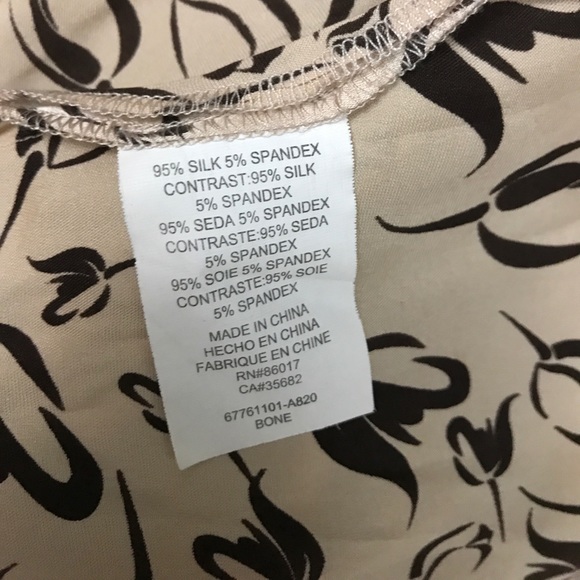 95% SILK 5% SPANDEX
CONTRAST:95% SILK
5% SPANDEX
95% SEDA 5% SPANDEX
CONTRASTE:95% SEDA
5% SPANDEX
95% SOIE 5% SPANDEX
CONTRASTE:95% SOIE
5% SPANDEX
MADE IN CHINA
HECHO EN CHINA
FABRIQUE EN CHINE
RN#86017
CA#35682
67761101-A820
BONE